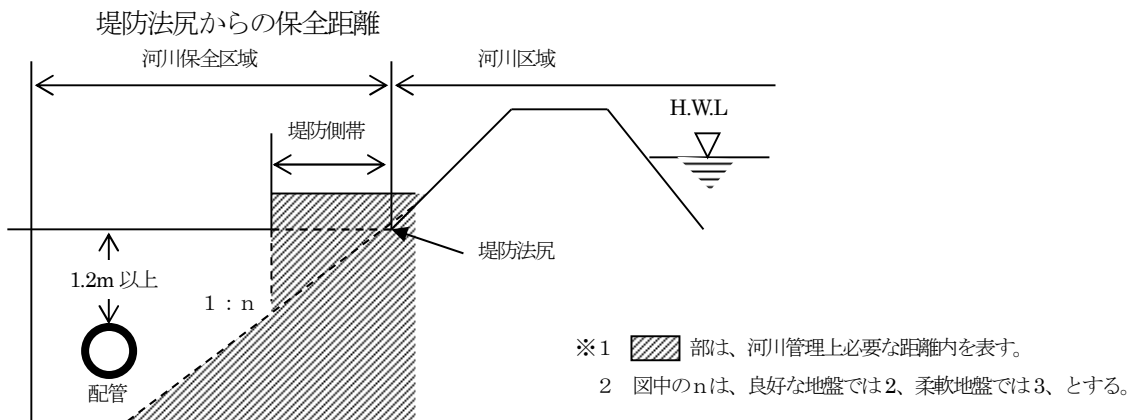 堤防法尻からの保全距離
河川保全区域
河川区域
堤防側帯
H.W.L
堤防法尻
1.2m 以上
1：n
配管
※1 部は、河川管理上必要な距離内を表す。
2 図中のnは、良好な地盤では2、柔軟地盤では3、とする。